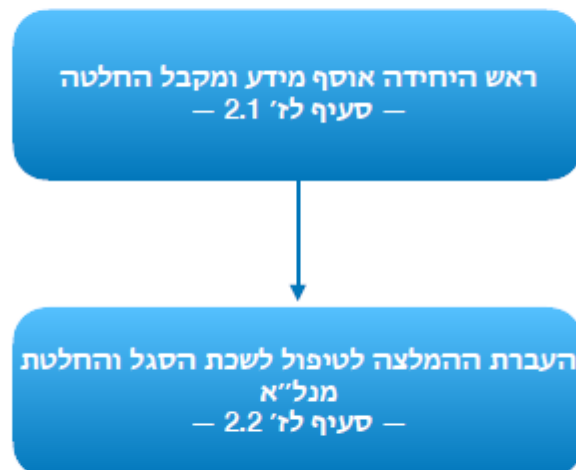 ראש היחידה אוסף מידע ומקבל החלטה
— סעיף לז׳ 2.1 —
העברת ההמלצה לטיפול לשכת הסגל והחלטת
מנל״א
— סעיף לז׳ 2.2 —